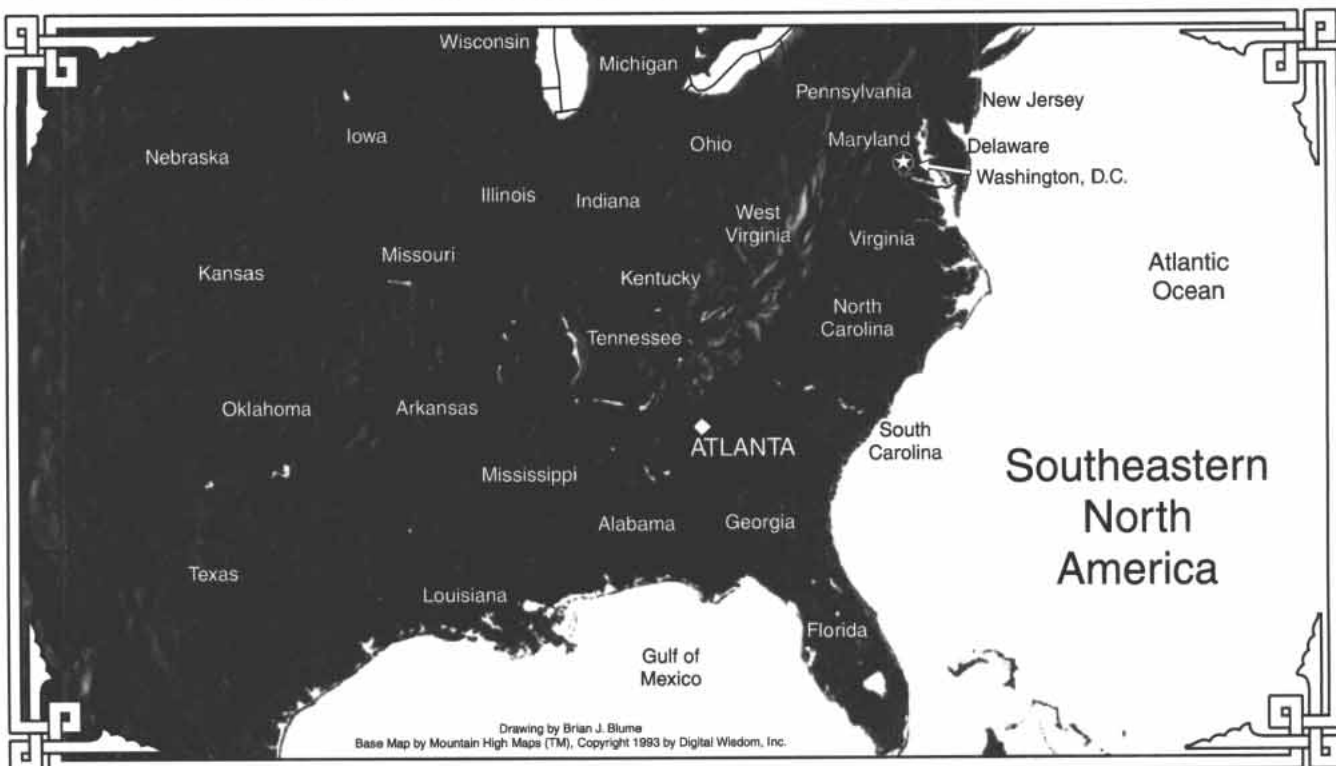 Wisconsin
Michigan
Pennsylvania
New Jersey
Iowa
Ohio
Maryland
Nebraska
Delaware
Washington, D.C.
Illinois
Indiana
West
Virginia
Virginia
Missouri
Kansas
Kentucky
Atlantic
Ocean
North
Carolina
Tennessee
Oklahoma
Arkansas
ATLANTA
South
Carolina
Mississippi
Southeastern
North
America
Alabama
Georgia
Texas
Louisiana
Florida
Gulf of
Mexico
Drawing by Brian J. Blume
Base Map by Mountain High Maps (TM), Copyright 1993 by Digital Wisdom, Inc.